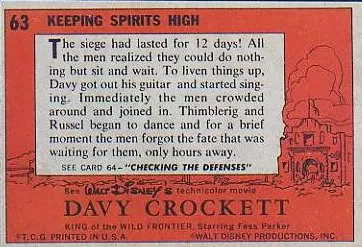 63 KEEPING SPIRITS HIGH
The siege had lasted for 12 days! All
the men realized they could do noth-
ing but sit and wait. To liven things up,
Davy got out his guitar and started sing-
ing. Immediately the men crowded
around and joined in. Thimblerig and
Russel began to dance and for a brief
moment the men forgot the fate that was
waiting for them, only hours away.
SEE CARD 64—"CHECKING THE DEFENSES"
See WALT DISNEY'S technicolor movie
DAVY CROCKETT
KING of the WILD FRONTIER, Starring Fess Parker
©T.C.G. PRINTED IN U.S.A. ©WALT DISNEY PRODUCTIONS, INC.